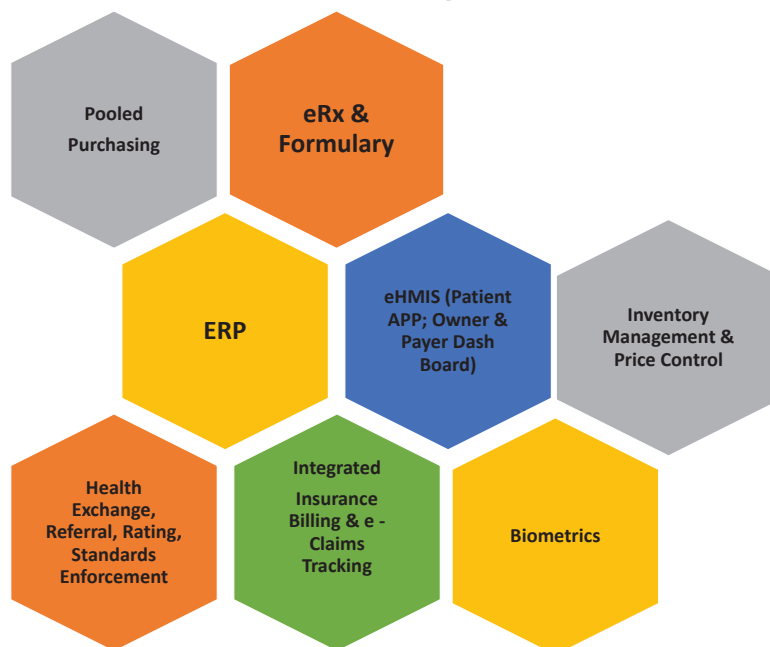 Pooled
Purchasing
eRx &
Formulary
ERP
eHMIS (Patient
APP; Owner &
Payer Dash
Board)
Inventory
Management &
Price Control
Health
Exchange,
Referral, Rating,
Standards
Enforcement
Integrated
Insurance
Billing & e -
Claims
Tracking
Biometrics